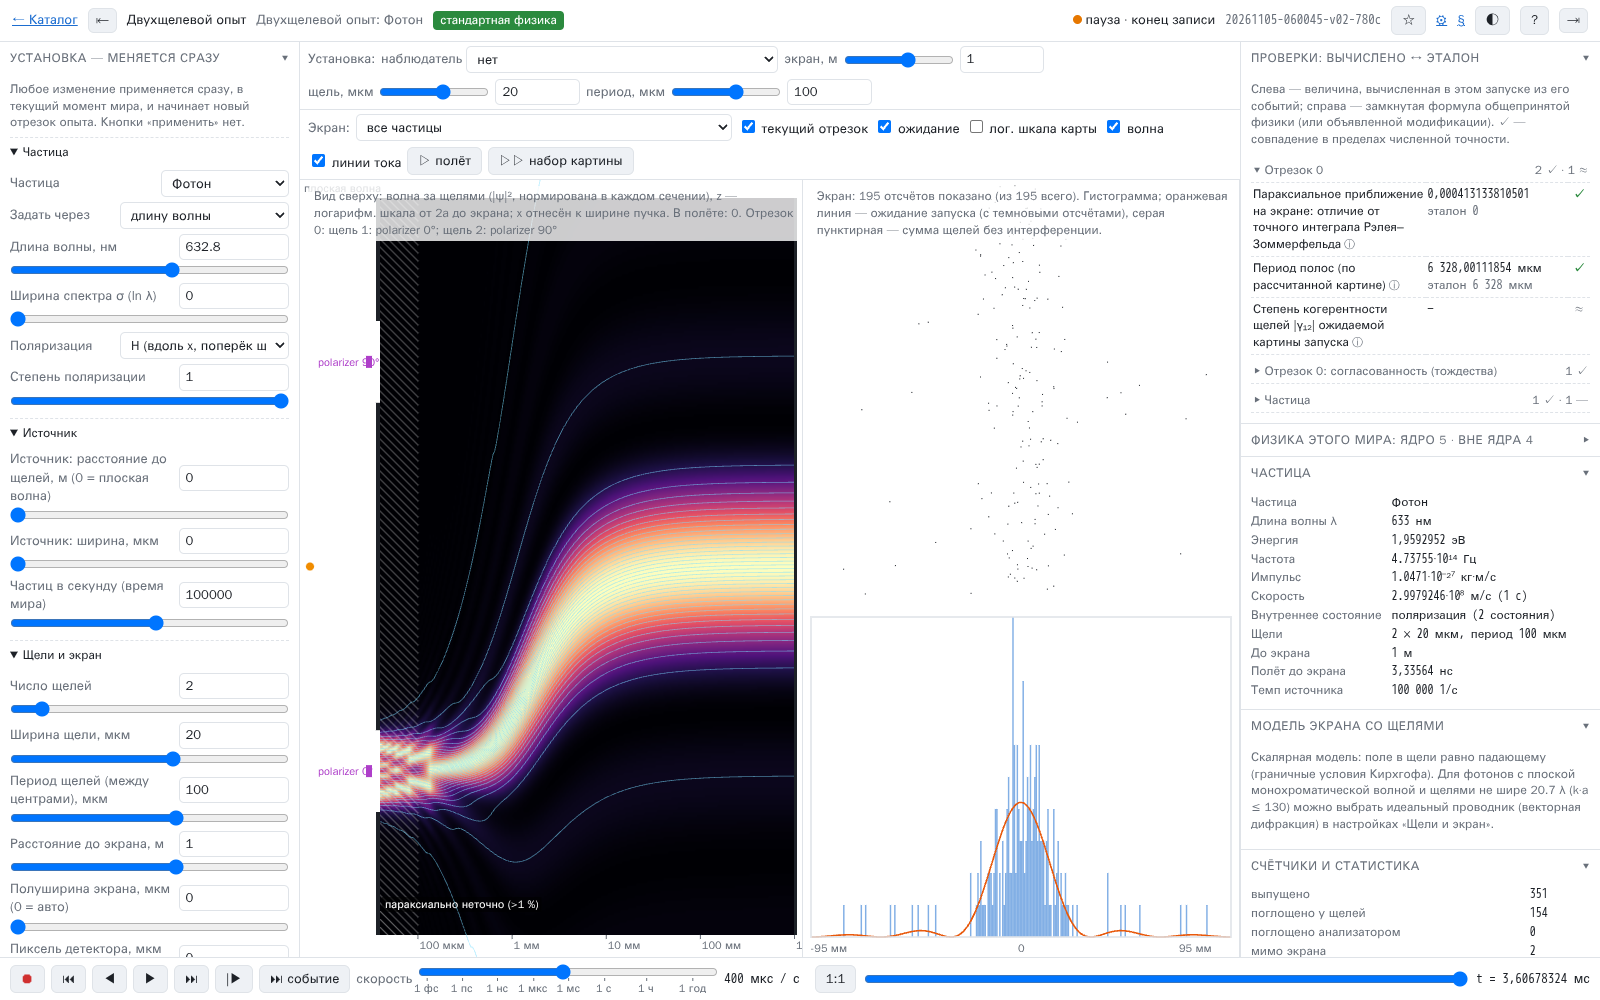 ← Каталог
⇤
Двухщелевой опыт
Двухщелевой опыт: Фотон
стандартная физика
пауза · конец записи
20261105-060045-v02-780c
☆
⚙
§
?
⇥
УСТАНОВКА — МЕНЯЕТСЯ СРАЗУ
Любое изменение применяется сразу, в
текущий момент мира, и начинает новый
отрезок опыта. Кнопки «применить» нет.
Частица
Частица
Фотон
Задать через
длину волны
Длина волны, нм
632.8
Ширина спектра σ (ln λ)
0
Поляризация
H (вдоль x, поперёк щ
Степень поляризации
1
Источник
Источник: расстояние до
щелей, м (0 = плоская
волна)
0
Источник: ширина, мкм
0
Частиц в секунду (время
мира)
100000
Щели и экран
Число щелей
2
Ширина щели, мкм
20
Период щелей (между
центрами), мкм
100
Расстояние до экрана, м
1
Полуширина экрана, мкм
(0 = авто)
0
Пиксель детектора, мкм
Установка:
наблюдатель
нет
экран, м
1
щель, мкм
20
период, мкм
100
Экран:
все частицы
текущий отрезок
ожидание
лог. шкала карты
волна
линии тока
▷ полёт
▷▷ набор картины
плоская волна
Вид сверху: волна за щелями (|ψ|², нормирована в каждом сечении), z —
логарифм. шкала от 2a до экрана; x отнесён к ширине пучка. В полёте: 0. Отрезок
0: щель 1: polarizer 0°; щель 2: polarizer 90°
polarizer 90°
polarizer
параксиально неточно (>1 %)
100 мкм
1 мм
10 мм
100 мм
1
Экран: 195 отсчётов показано (из 195 всего). Гистограмма; оранжевая
линия — ожидание запуска (с темновыми отсчётами), серая
пунктирная — сумма щелей без интерференции.
-95 мм
0
95 мм
ПРОВЕРКИ: ВЫЧИСЛЕНО ↔ ЭТАЛОН
Слева — величина, вычисленная в этом запуске из его
событий; справа — замкнутая формула общепринятой
физики (или объявленной модификации). ✓ —
совпадение в пределах численной точности.
Отрезок 0
2 ✓ · 1 ≈
Параксиальное приближение
на экране: отличие от
точного интеграла Рэлея–
Зоммерфельда ⓘ
0,000413133810501
эталон 0
✓
Период полос (по
рассчитанной картине) ⓘ
6 328,00111854 мкм
эталон 6 328 мкм
✓
Степень когерентности
щелей |γ₁₂| ожидаемой
картины запуска ⓘ
–
≈
Отрезок 0: согласованность (тождества)
1 ✓
Частица
1 ✓ · 1 —
ФИЗИКА ЭТОГО МИРА: ЯДРО 5 · ВНЕ ЯДРА 4
ЧАСТИЦА
Частица
Фотон
Длина волны λ
633 нм
Энергия
1,9592952 эВ
Частота
4.73755·10¹⁴ Гц
Импульс
1.0471·10⁻²⁷ кг·м/с
Скорость
2.9979246·10⁸ м/с (1 c)
Внутреннее состояние
поляризация (2 состояния)
Щели
2 × 20 мкм, период 100 мкм
До экрана
1 м
Полёт до экрана
3,33564 нс
Темп источника
100 000 1/с
МОДЕЛЬ ЭКРАНА СО ЩЕЛЯМИ
Скалярная модель: поле в щели равно падающему
(граничные условия Кирхгофа). Для фотонов с плоской
монохроматической волной и щелями не шире 20.7 λ (k·a
≤ 130) можно выбрать идеальный проводник (векторная
дифракция) в настройках «Щели и экран».
СЧЁТЧИКИ И СТАТИСТИКА
выпущено
351
поглощено у щелей
154
поглощено анализатором
0
мимо экрана
2
⏭ событие
скорость
1 фс
1 пс
1 нс
1 мкс
1 мс
1 с
1 ч
1 год
400 мкс / с
1:1
t = 3,60678324 мс